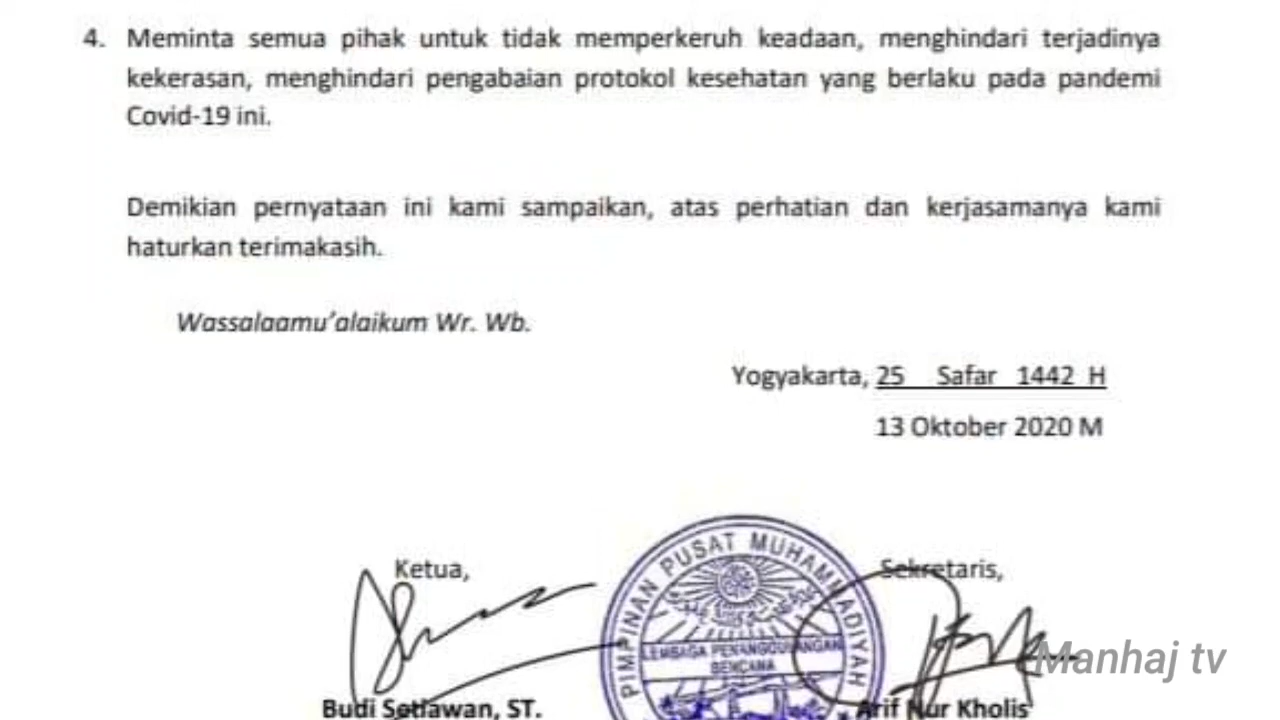 4. Meminta semua pihak untuk tidak memperkeruh keadaan, menghindari terjadinya
kekerasan, menghindari pengabaian protokol kesehatan yang berlaku pada pandemi
Covid-19 ini.
Demikian pernyataan ini kami sampaikan, atas perhatian dan kerjasamanya kami
haturkan terimakasih.
Wassalaamu'alaikum Wr. Wb.
Yogyakarta, 25 Safar 1442 H
13 Oktober 2020 M
Ketua,
Sekretaris,
PIMPINAN PUSAT MUHAMMADIYAH
LEMBAGA PENANGGULANGAN
BENCANA
Manhaj tv
Budi Setiawan, ST.
Arif Nur Kholis